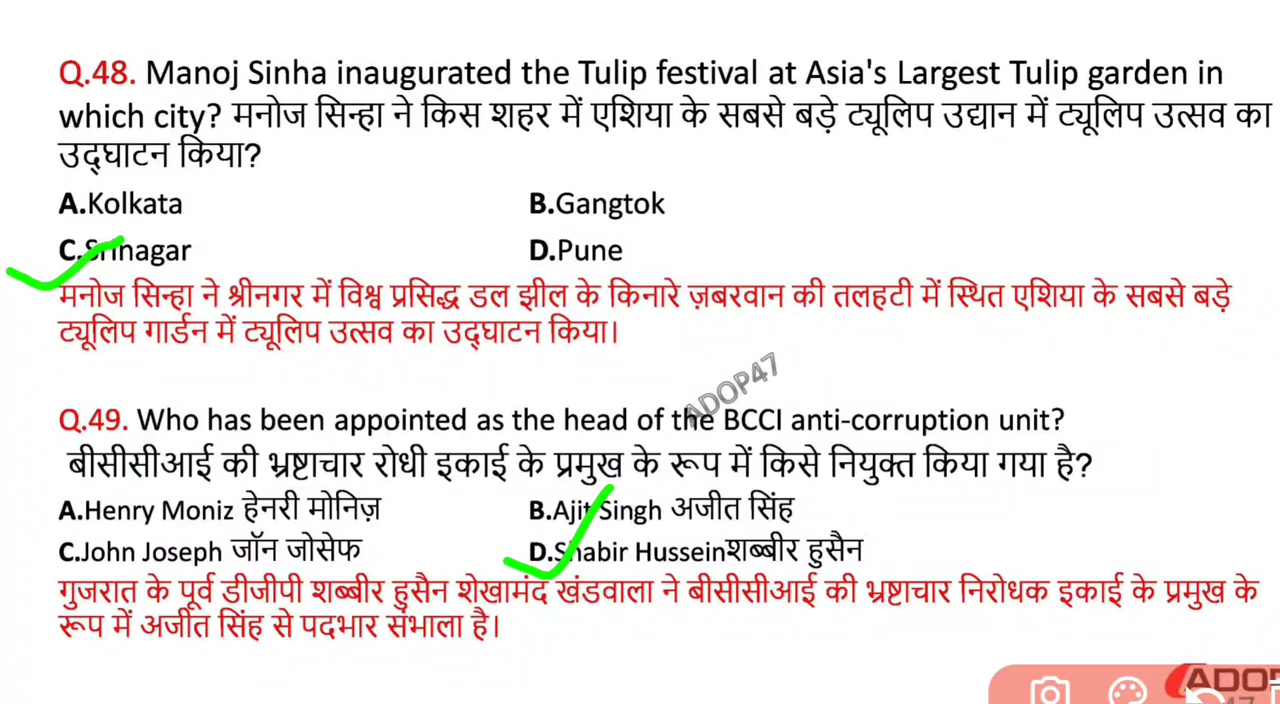 Q.48. Manoj Sinha inaugurated the Tulip festival at Asia's Largest Tulip garden in
which city? मनोज सिन्हा ने किस शहर में एशिया के सबसे बड़े ट्यूलिप उद्यान में ट्यूलिप उत्सव का
उद्घाटन किया?
A.Kolkata B.Gangtok
C.Srinagar D.Pune
मनोज सिन्हा ने श्रीनगर में विश्व प्रसिद्ध डल झील के किनारे ज़बरवान की तलहटी में स्थित एशिया के सबसे बड़े
ट्यूलिप गार्डन में ट्यूलिप उत्सव का उद्घाटन किया।
ADOP47
Q.49. Who has been appointed as the head of the BCCI anti-corruption unit?
बीसीसीआई की भ्रष्टाचार रोधी इकाई के प्रमुख के रूप में किसे नियुक्त किया गया है?
A.Henry Moniz हेनरी मोनिज़ B.Ajit Singh अजीत सिंह
C.John Joseph जॉन जोसेफ D.Shabir Husseinशब्बीर हुसैन
गुजरात के पूर्व डीजीपी शब्बीर हुसैन शेखामंद खंडवाला ने बीसीसीआई की भ्रष्टाचार निरोधक इकाई के प्रमुख के
रूप में अजीत सिंह से पदभार संभाला है।